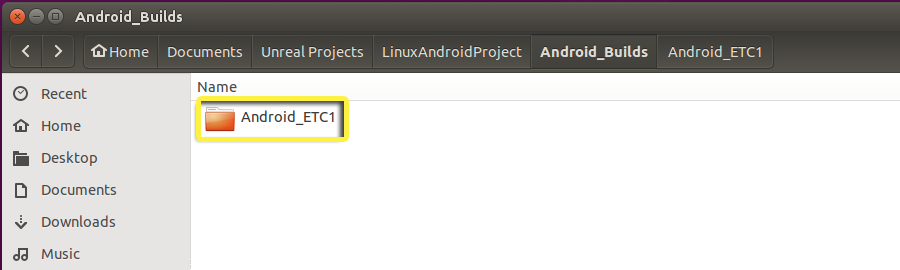 Android_Builds
Home Documents Unreal Projects LinuxAndroidProject Android_Builds Android_ETC1
Name
Android_ETC1
Recent
Home
Desktop
Documents
Downloads
Music